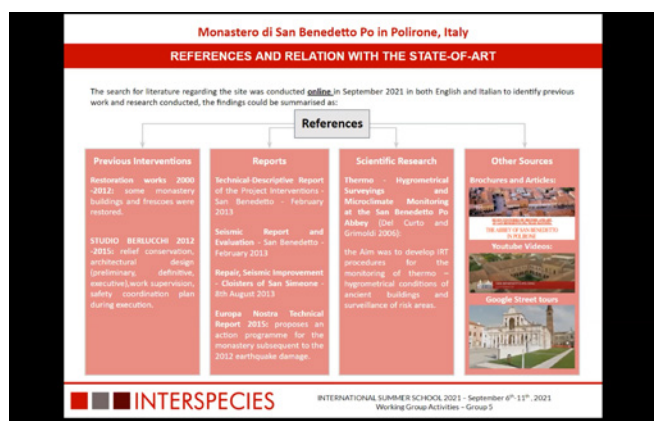 Monastero di San Benedetto Po in Polirone, Italy
REFERENCES AND RELATION WITH THE STATE-OF-ART
The search for literature regarding the site was conducted online in September 2021 in both English and Italian to identify previous
work and research conducted, the findings could be summarised as:
References
Previous Interventions
Restoration works 2000
-2012: some monastery
buildings and frescoes were
restored.
STUDIO BERLUCCHI 2012
-2015: relief conservation,
architectural design
(preliminary, definitive,
executive),work supervision,
safety coordination plan
during execution.
Reports
Technical-Descriptive Report
of the Project Interventions -
San Benedetto - February
2013
Seismic Report and
Evaluation - San Benedetto -
February 2013
Repair, Seismic Improvement
- Cloisters of San Simeone -
8th August 2013
Europa Nostra Technical
Report 2015: proposes an
action programme for the
monastery subsequent to the
2012 earthquake damage.
Scientific Research
Thermo - Hygrometrical
Surveyings and
Microclimate Monitoring
at the San Benedetto Po
Abbey (Del Curto and
Grimoldi 2006):
the Aim was to develop IRT
procedures for the
monitoring of thermo –
hygrometrical conditions of
ancient buildings and
surveillance of risk areas.
Other Sources
Brochures and Articles:
THE ABBEY OF SAN BENEDETTO
IN POLIRONE
Youtube Videos:
Google Street tours
INTERSPECIES
INTERNATIONAL SUMMER SCHOOL 2021 – September 6th-11th, 2021
Working Group Activities – Group 5